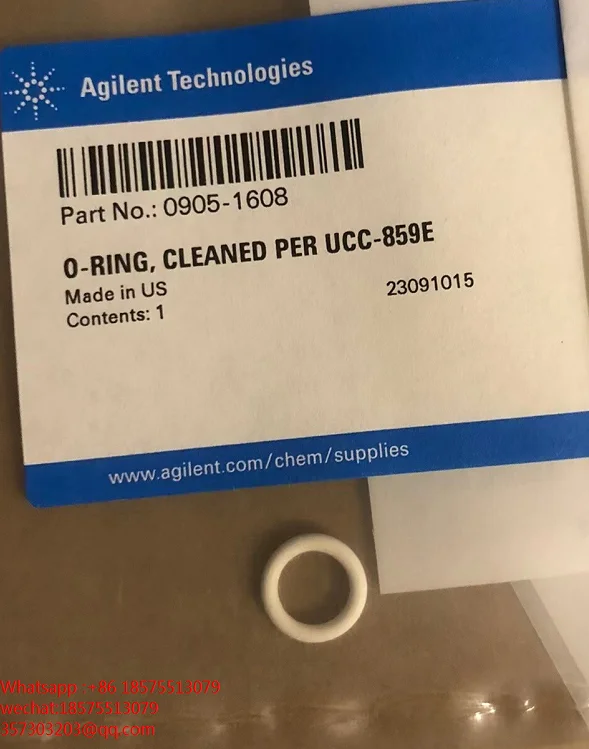 Agilent Technologies
Part No.: 0905-1608
O-RING, CLEANED PER UCC-859E
Made in US
23091015
Contents: 1
www.agilent.com/chem/supplies
Whatsapp :+86 18575513079
wechat:18575513079
357303203@qq.com